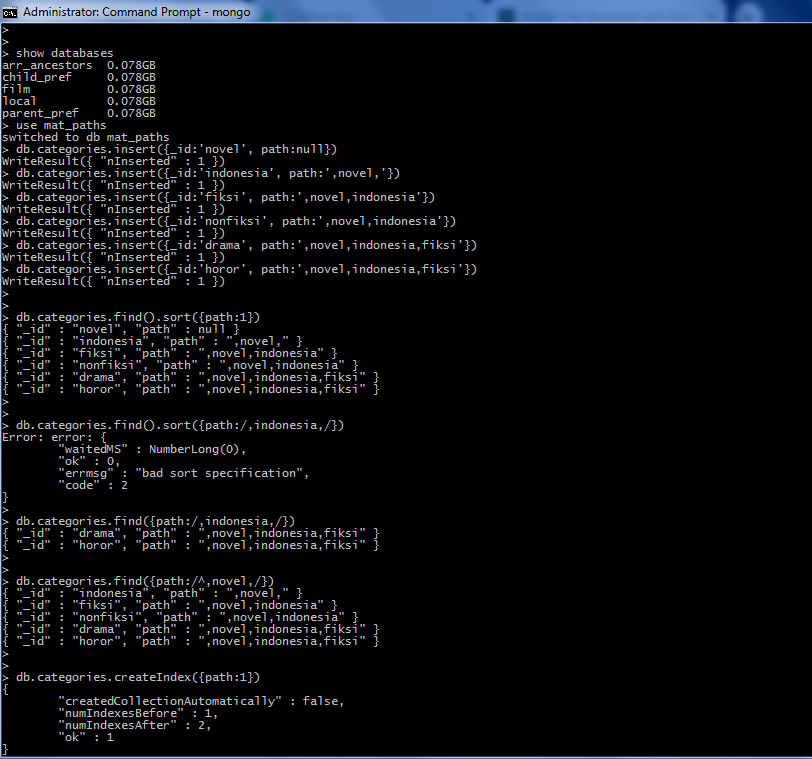 Administrator: Command Prompt - mongo
>
>
> show databases
arr_ancestors  0.078GB
child_pref     0.078GB
film           0.078GB
local          0.078GB
parent_pref    0.078GB
> use mat_paths
switched to db mat_paths
> db.categories.insert({_id:'novel', path:null})
WriteResult({ "nInserted" : 1 })
> db.categories.insert({_id:'indonesia', path:',novel,'})
WriteResult({ "nInserted" : 1 })
> db.categories.insert({_id:'fiksi', path:',novel,indonesia'})
WriteResult({ "nInserted" : 1 })
> db.categories.insert({_id:'nonfiksi', path:',novel,indonesia'})
WriteResult({ "nInserted" : 1 })
> db.categories.insert({_id:'drama', path:',novel,indonesia,fiksi'})
WriteResult({ "nInserted" : 1 })
> db.categories.insert({_id:'horor', path:',novel,indonesia,fiksi'})
WriteResult({ "nInserted" : 1 })
>
>
> db.categories.find().sort({path:1})
{ "_id" : "novel", "path" : null }
{ "_id" : "indonesia", "path" : ",novel," }
{ "_id" : "fiksi", "path" : ",novel,indonesia" }
{ "_id" : "nonfiksi", "path" : ",novel,indonesia" }
{ "_id" : "drama", "path" : ",novel,indonesia,fiksi" }
{ "_id" : "horor", "path" : ",novel,indonesia,fiksi" }
>
>
> db.categories.find().sort({path:/,indonesia,/})
Error: error: {
        "waitedMS" : NumberLong(0),
        "ok" : 0,
        "errmsg" : "bad sort specification",
        "code" : 2
}
>
> db.categories.find({path:/,indonesia,/})
{ "_id" : "drama", "path" : ",novel,indonesia,fiksi" }
{ "_id" : "horor", "path" : ",novel,indonesia,fiksi" }
>
>
> db.categories.find({path:/^,novel,/})
{ "_id" : "indonesia", "path" : ",novel," }
{ "_id" : "fiksi", "path" : ",novel,indonesia" }
{ "_id" : "nonfiksi", "path" : ",novel,indonesia" }
{ "_id" : "drama", "path" : ",novel,indonesia,fiksi" }
{ "_id" : "horor", "path" : ",novel,indonesia,fiksi" }
>
>
> db.categories.createIndex({path:1})
{
        "createdCollectionAutomatically" : false,
        "numIndexesBefore" : 1,
        "numIndexesAfter" : 2,
        "ok" : 1
}